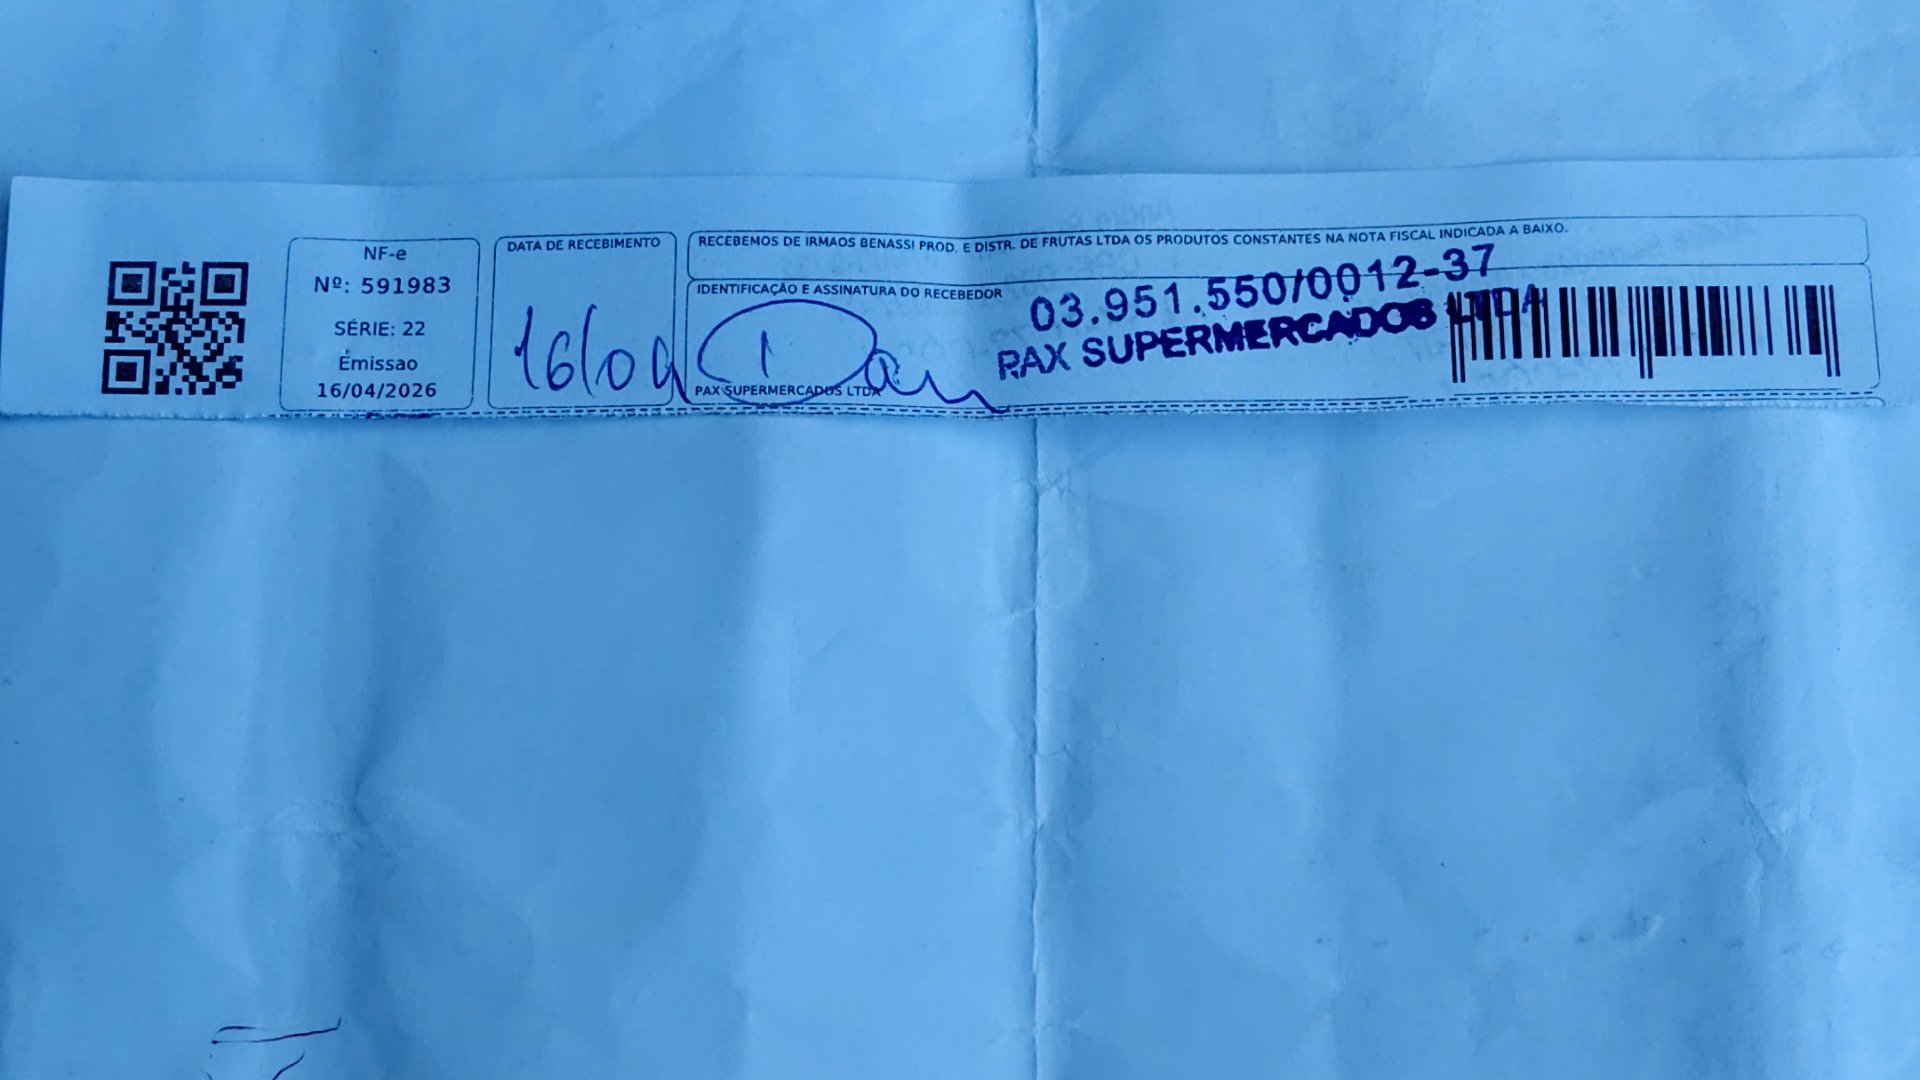 NF-e
Nº: 591983
SÉRIE: 22
Emissao
16/04/2026
DATA DE RECEBIMENTO
16/04
RECEBEMOS DE IRMAOS BENASSI PROD. E DISTR. DE FRUTAS LTDA OS PRODUTOS CONSTANTES NA NOTA FISCAL INDICADA A BAIXO.
IDENTIFICAÇÃO E ASSINATURA DO RECEBEDOR
PAX SUPERMERCADOS LTDA
03.951.550/0012-37
PAX SUPERMERCADOS LTDA